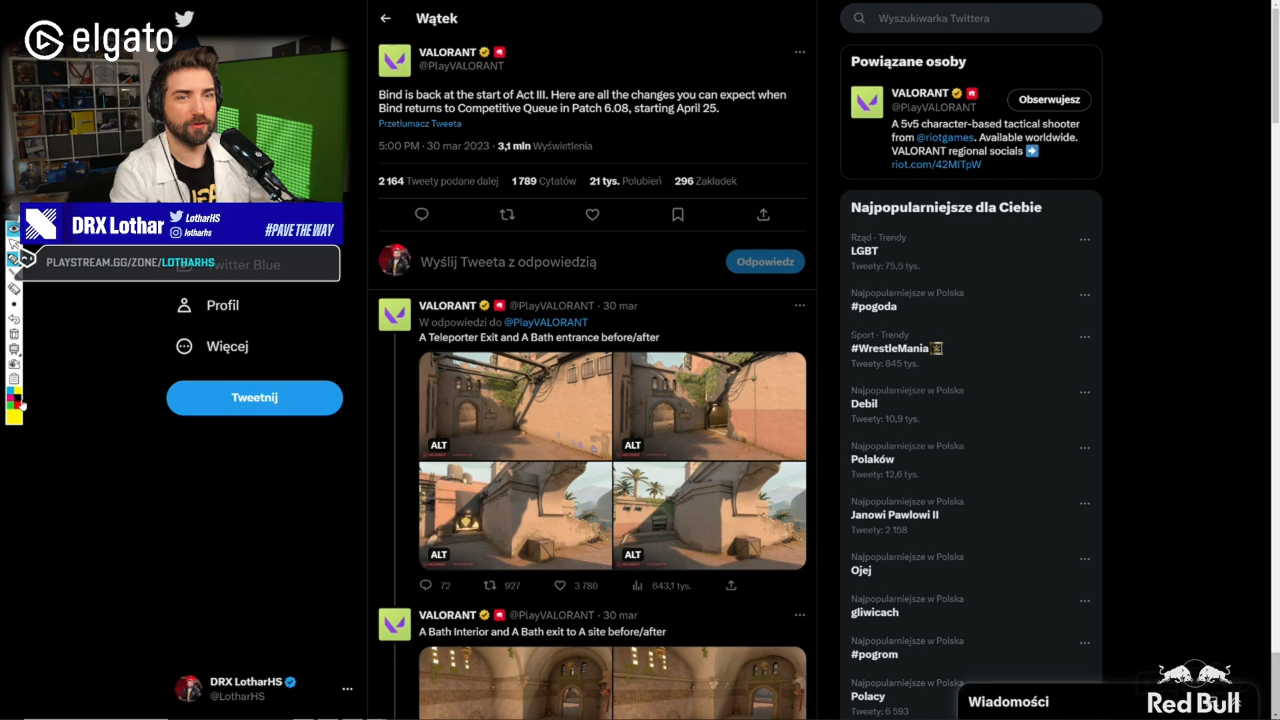 elgato
DRX Lothar
LotharHS
lotharhs
#PAVE THE WAY
PLAYSTREAM.GG/ZONE/LOTHARHS
Twitter Blue
Profil
Więcej
Tweetnij
DRX LotharHS
@LotharHS
Wątek
VALORANT
@PlayVALORANT
Bind is back at the start of Act III. Here are all the changes you can expect when
Bind returns to Competitive Queue in Patch 6.08, starting April 25.
Przetłumacz Tweeta
5:00 PM · 30 mar 2023 · 3,1 mln Wyświetlenia
2 164 Tweety podane dalej 1 789 Cytatów 21 tys. Polubień 296 Zakładek
Wyślij Tweeta z odpowiedzią
Odpowiedz
VALORANT @PlayVALORANT · 30 mar
W odpowiedzi do @PlayVALORANT
A Teleporter Exit and A Bath entrance before/after
ALT
ALT
ALT
ALT
72 927 3 786 643,1 tys.
VALORANT @PlayVALORANT · 30 mar
A Bath Interior and A Bath exit to A site before/after
Wyszukiwarka Twittera
Powiązane osoby
VALORANT
@PlayVALORANT
Obserwujesz
A 5v5 character-based tactical shooter
from @riotgames. Available worldwide.
VALORANT regional socials
riot.com/42MlTpW
Najpopularniejsze dla Ciebie
Rząd · Trendy
LGBT
Tweety: 75,5 tys.
Najpopularniejsze w Polska
#pogoda
Sport · Trendy
#WrestleMania
Tweety: 845 tys.
Najpopularniejsze w Polska
Debil
Tweety: 10,9 tys.
Najpopularniejsze w Polska
Polaków
Tweety: 12,6 tys.
Najpopularniejsze w Polska
Janowi Pawłowi II
Tweety: 2 158
Najpopularniejsze w Polska
Ojej
Najpopularniejsze w Polska
gliwicach
Najpopularniejsze w Polska
#pogrom
Najpopularniejsze w Polska
Polacy
Tweety: 6 593
Wiadomości
Red Bull